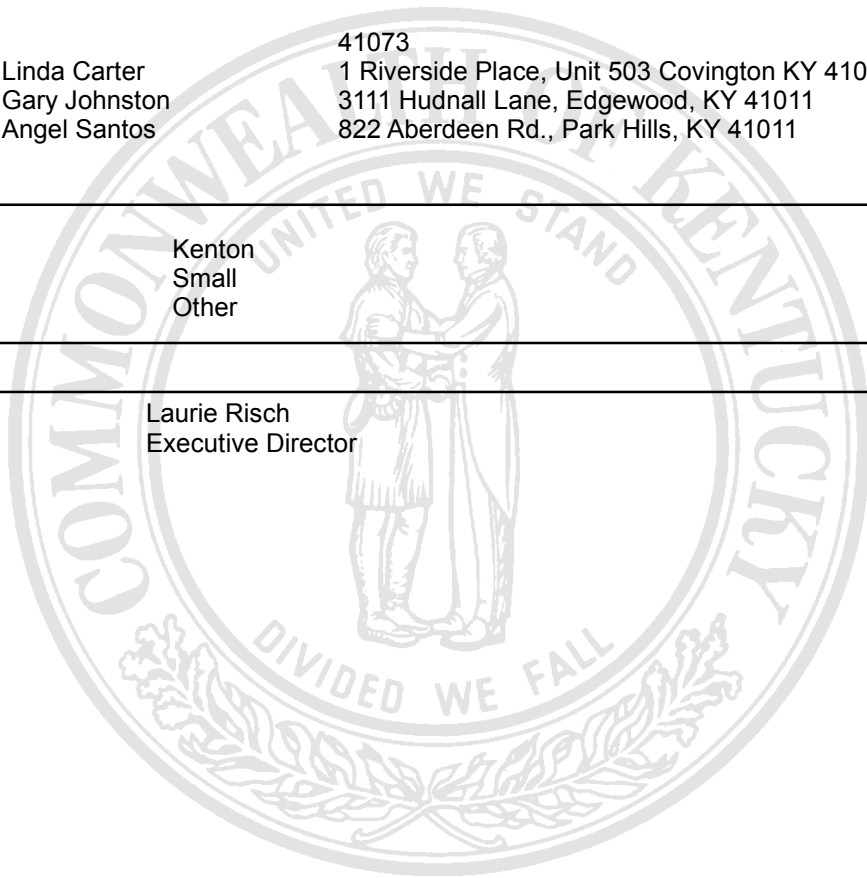 41073
Linda Carter 1 Riverside Place, Unit 503 Covington KY 410
Gary Johnston 3111 Hudnall Lane, Edgewood, KY 41011
Angel Santos 822 Aberdeen Rd., Park Hills, KY 41011
Kenton
Small
Other
Laurie Risch
Executive Director
COMMONWEALTH OF KENTUCKY
UNITED WE STAND
DIVIDED WE FALL